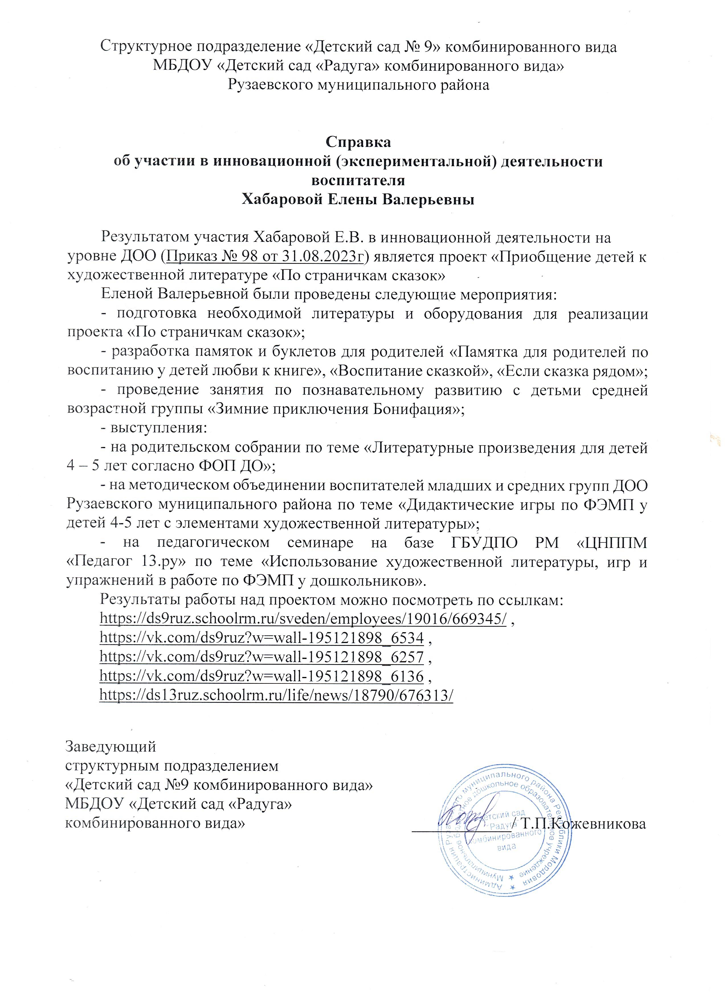 Структурное подразделение «Детский сад № 9» комбинированного вида
МБДОУ «Детский сад «Радуга» комбинированного вида»
Рузаевского муниципального района
Справка
об участии в инновационной (экспериментальной) деятельности
воспитателя
Хабаровой Елены Валерьевны
Результатом участия Хабаровой Е.В. в инновационной деятельности на
уровне ДОО (Приказ № 98 от 31.08.2023г) является проект «Приобщение детей к
художественной литературе «По страничкам сказок»
Еленой Валерьевной были проведены следующие мероприятия:
- подготовка необходимой литературы и оборудования для реализации
проекта «По страничкам сказок»;
- разработка памяток и буклетов для родителей «Памятка для родителей по
воспитанию у детей любви к книге», «Воспитание сказкой», «Если сказка рядом»;
- проведение занятия по познавательному развитию с детьми средней
возрастной группы «Зимние приключения Бонифация»;
- выступления:
- на родительском собрании по теме «Литературные произведения для детей
4 – 5 лет согласно ФОП ДО»;
- на методическом объединении воспитателей младших и средних групп ДОО
Рузаевского муниципального района по теме «Дидактические игры по ФЭМП у
детей 4-5 лет с элементами художественной литературы»;
- на педагогическом семинаре на базе ГБУДПО РМ «ЦНППМ
«Педагог 13.ру» по теме «Использование художественной литературы, игр и
упражнений в работе по ФЭМП у дошкольников».
Результаты работы над проектом можно посмотреть по ссылкам:
https://ds9ruz.schoolrm.ru/sveden/employees/19016/669345/ ,
https://vk.com/ds9ruz?w=wall-195121898_6534 ,
https://vk.com/ds9ruz?w=wall-195121898_6257 ,
https://vk.com/ds9ruz?w=wall-195121898_6136 ,
https://ds13ruz.schoolrm.ru/life/news/18790/676313/
Заведующий
структурным подразделением
«Детский сад №9 комбинированного вида»
МБДОУ «Детский сад «Радуга»
комбинированного вида»
____________/ Т.П.Кожевникова
Администрация Рузаевского муниципального района Республики Мордовия
Муниципальное бюджетное дошкольное образовательное учреждение
Детский сад
"Радуга"
комбинированного
вида